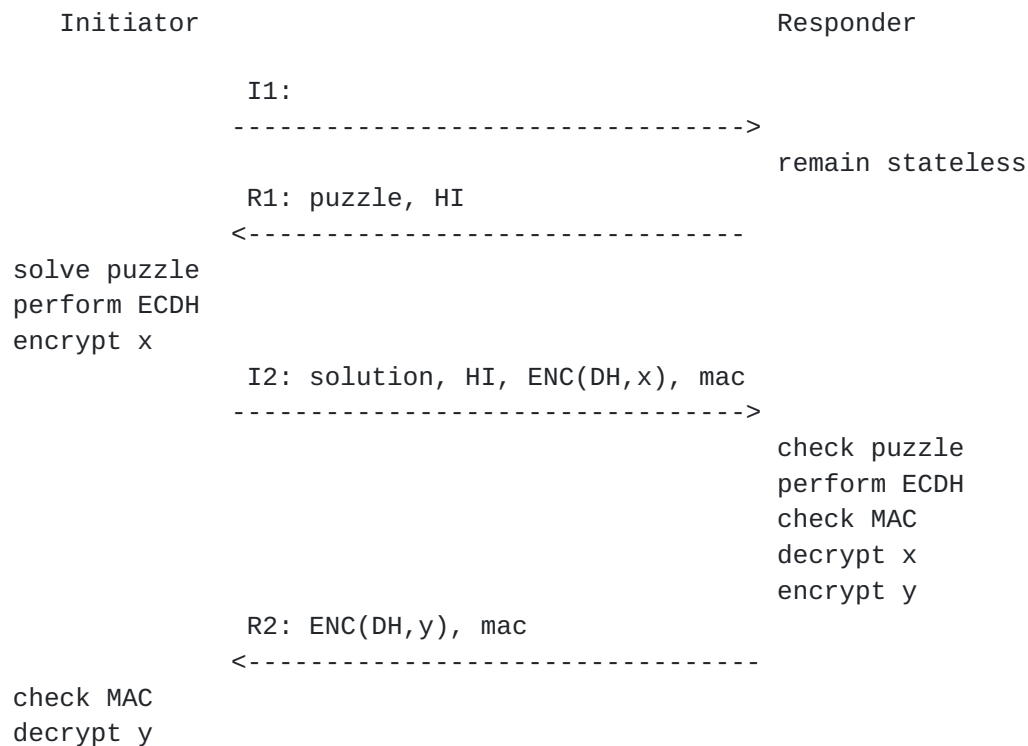 Initiator Responder
I1:
--------------------------------->
remain stateless
R1: puzzle, HI
<--------------------------------
solve puzzle
perform ECDH
encrypt x
I2: solution, HI, ENC(DH,x), mac
--------------------------------->
check puzzle
perform ECDH
check MAC
decrypt x
encrypt y
R2: ENC(DH,y), mac
<---------------------------------
check MAC
decrypt y